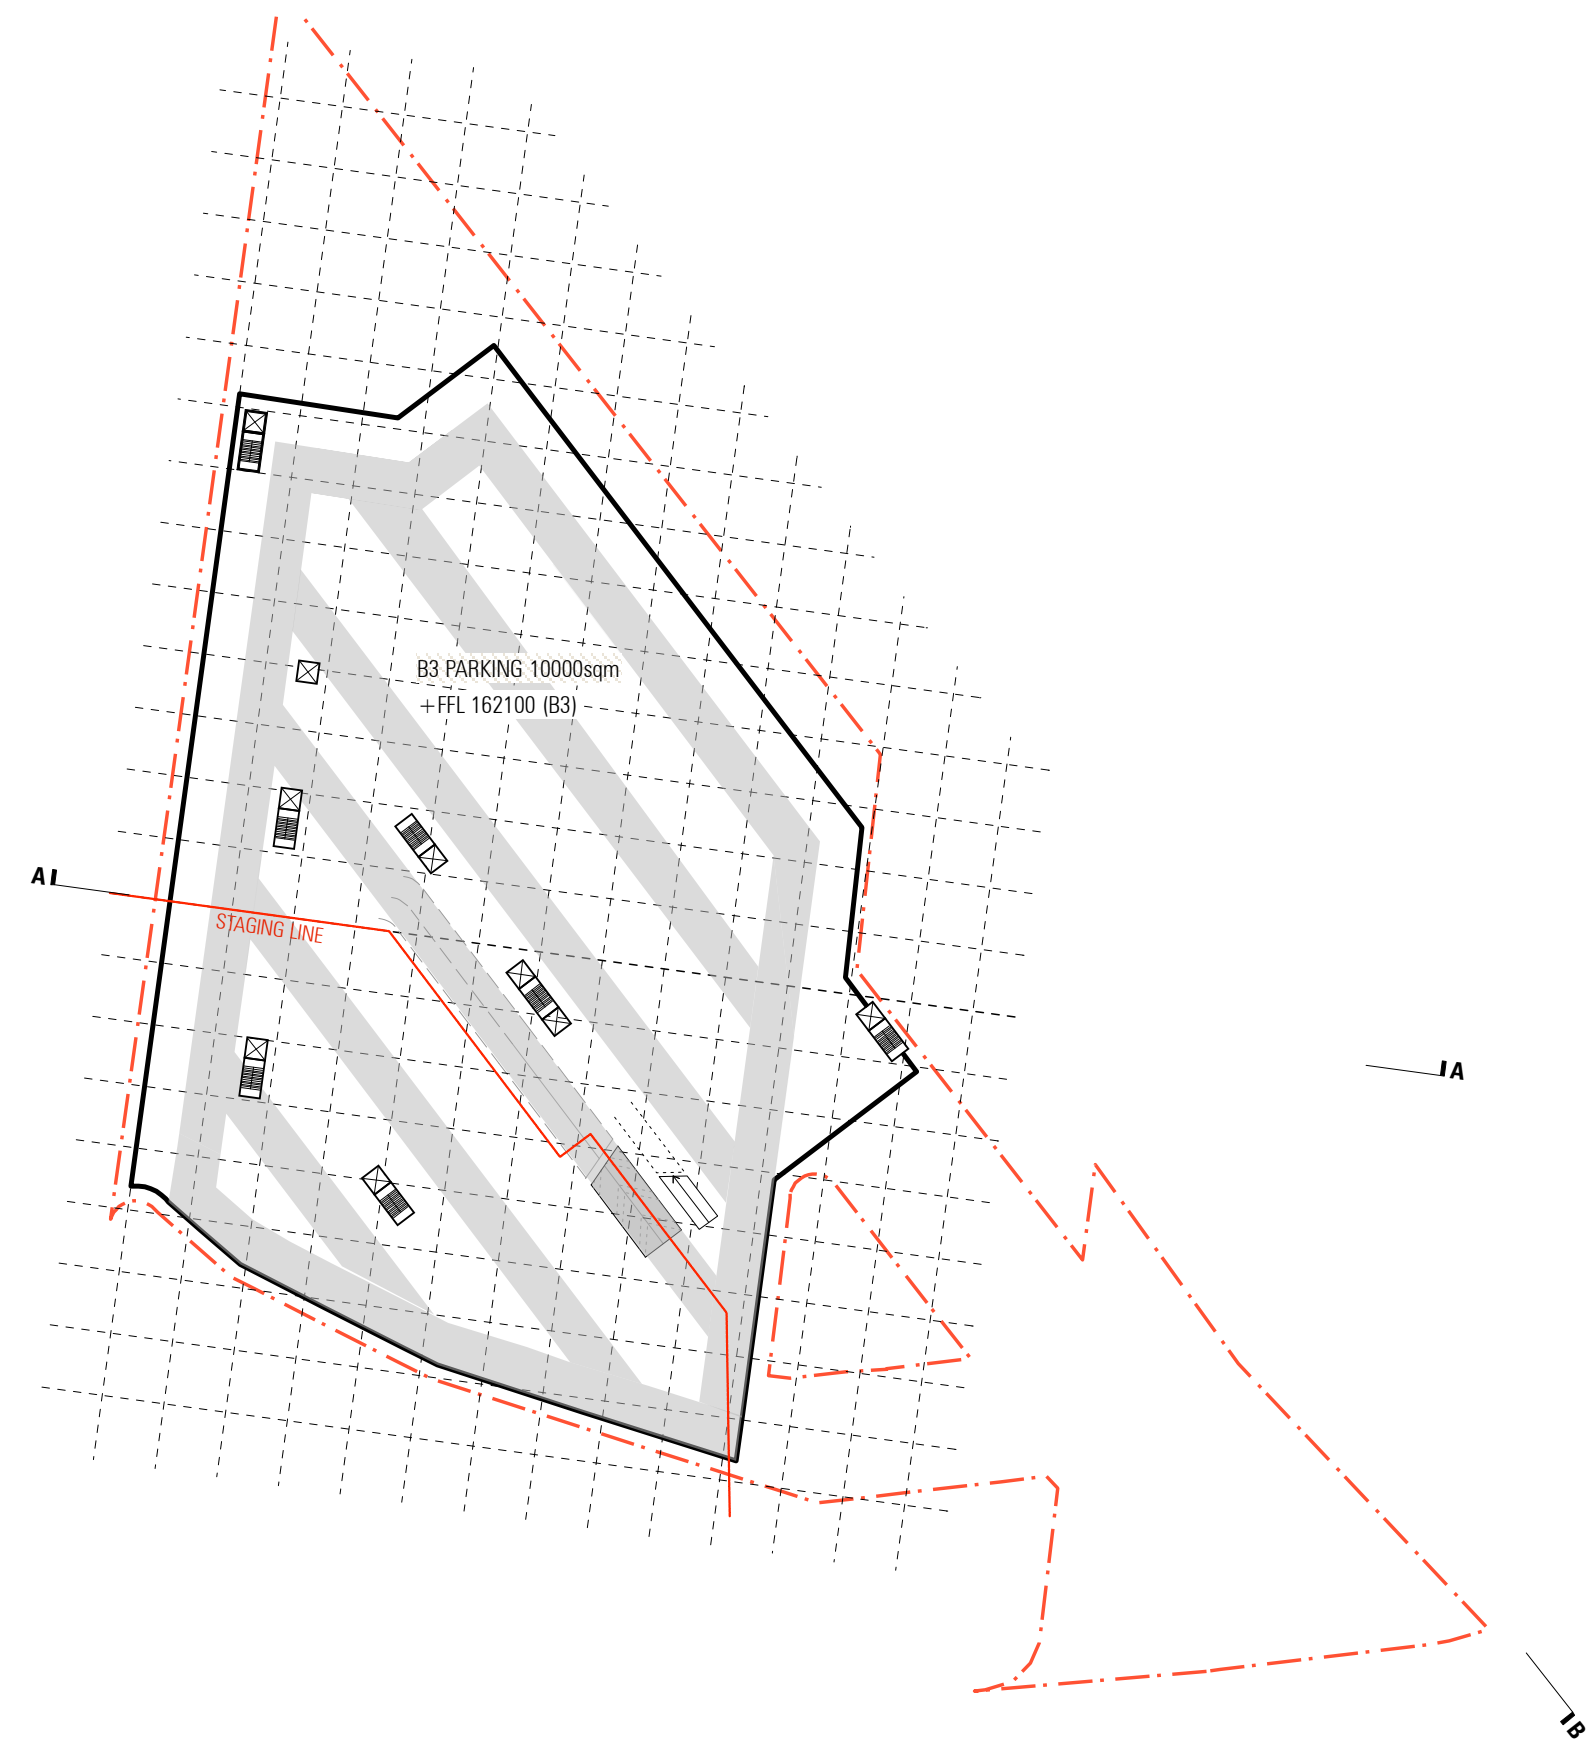 B3 PARKING 10000sqm
+FFL 162100 (B3)
A
STAGING LINE
A
B